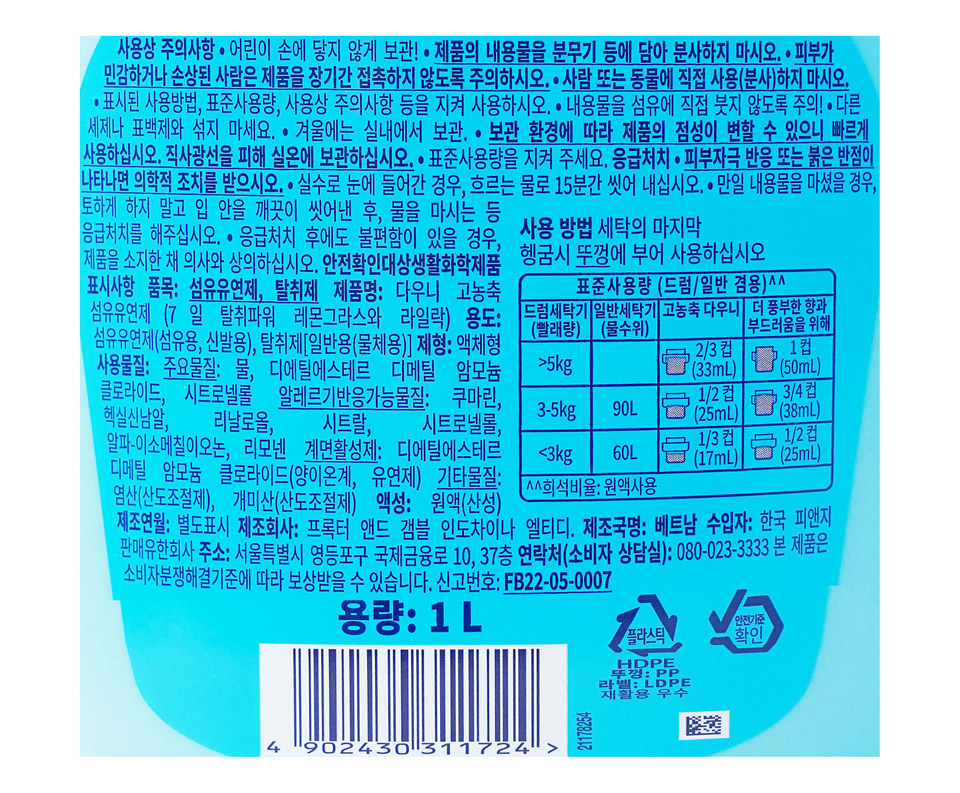 사용상 주의사항 • 어린이 손에 닿지 않게 보관! • 제품의 내용물을 분무기 등에 담아 분사하지 마시오. • 피부가
민감하거나 손상된 사람은 제품을 장기간 접촉하지 않도록 주의하십시오. • 사람 또는 동물에 직접 사용(분사)하지 마시오.
• 표시된 사용방법, 표준사용량, 사용상 주의사항 등을 지켜 사용하시오. • 내용물을 섬유에 직접 붓지 않도록 주의! • 다른
세제나 표백제와 섞지 마세요. • 겨울에는 실내에서 보관. • 보관 환경에 따라 제품의 점성이 변할 수 있으니 빠르게
사용하십시오. 직사광선을 피해 실온에 보관하십시오. • 표준사용량을 지켜 주세요. 응급처치 • 피부자극 반응 또는 붉은 반점이
나타나면 의학적 조치를 받으시오. • 실수로 눈에 들어간 경우, 흐르는 물로 15분간 씻어 내십시오. • 만일 내용물을 마셨을 경우,
토하게 하지 말고 입 안을 깨끗이 씻어낸 후, 물을 마시는 등
응급처치를 해주십시오. • 응급처치 후에도 불편함이 있을 경우,
제품을 소지한 채 의사와 상의하십시오. 안전확인대상생활화학제품
표시사항 품목: 섬유유연제, 탈취제 제품명: 다우니 고농축
섬유유연제 (7 일 탈취파워 레몬그라스와 라일락) 용도:
섬유유연제(섬유용, 신발용), 탈취제[일반용(물체용)] 제형: 액체형
사용물질: 주요물질: 물, 디에틸에스테르 디메틸 암모늄
클로라이드, 시트로넬롤 알레르기반응가능물질: 쿠마린,
헥실신남알, 리날로올, 시트랄, 시트로넬롤,
알파-이소메칠이오논, 리모넨 계면활성제: 디에틸에스테르
디메틸 암모늄 클로라이드(양이온계, 유연제) 기타물질:
염산(산도조절제), 개미산(산도조절제) 액성: 원액(산성)
사용 방법 세탁의 마지막
헹굼시 뚜껑에 부어 사용하십시오
표준사용량 (드럼/일반 겸용)^^
드럼세탁기 일반세탁기 고농축 다우니 더 풍부한 향과
(빨래량) (물수위) 부드러움을 위해
>5kg 2/3 컵 (33mL) 1 컵 (50mL)
3-5kg 90L 1/2 컵 (25mL) 3/4 컵 (38mL)
<3kg 60L 1/3 컵 (17mL) 1/2 컵 (25mL)
^^희석비율: 원액사용
제조연월: 별도표시 제조회사: 프록터 앤드 갬블 인도차이나 엘티디. 제조국명: 베트남 수입자: 한국 피앤지
판매유한회사 주소: 서울특별시 영등포구 국제금융로 10, 37층 연락처(소비자 상담실): 080-023-3333 본 제품은
소비자분쟁해결기준에 따라 보상받을 수 있습니다. 신고번호: FB22-05-0007
용량: 1 L
플라스틱
HDPE
뚜껑: PP
라벨: LDPE
재활용 우수
안전기준
확인
4 902430 311724 >
21178254